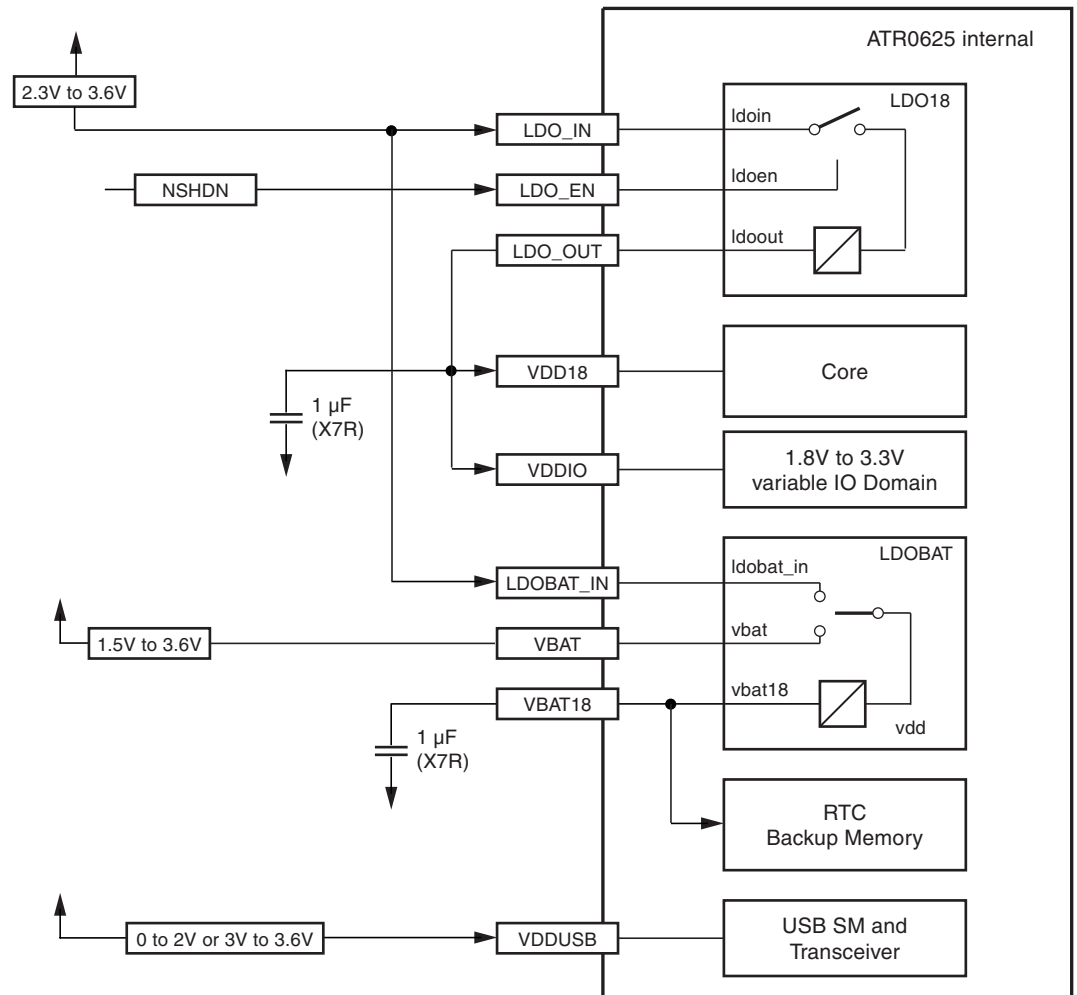 ATR0625 internal
2.3V to 3.6V
LDO18
LDO_IN
ldoin
NSHDN
LDO_EN
ldoen
LDO_OUT
ldoout
VDD18
Core
1 µF
(X7R)
VDDIO
1.8V to 3.3V
variable IO Domain
LDOBAT
LDOBAT_IN
ldobat_in
1.5V to 3.6V
VBAT
vbat
VBAT18
vbat18
vdd
1 µF
(X7R)
RTC
Backup Memory
0 to 2V or 3V to 3.6V
VDDUSB
USB SM and
Transceiver